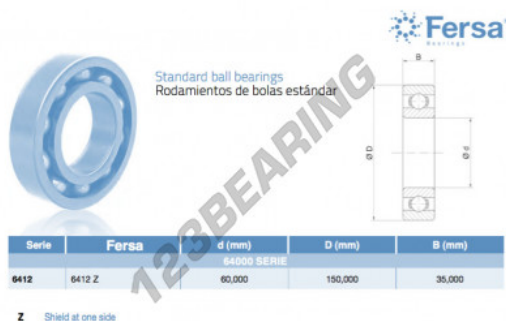 Fersa
Bearings
Standard ball bearings
Rodamientos de bolas estándar
B
Ø D
Ø d
123BEARING
Serie Fersa d (mm) D (mm) B (mm)
64000 SERIE
6412 6412 Z 60,000 150,000 35,000
Z Shield at one side